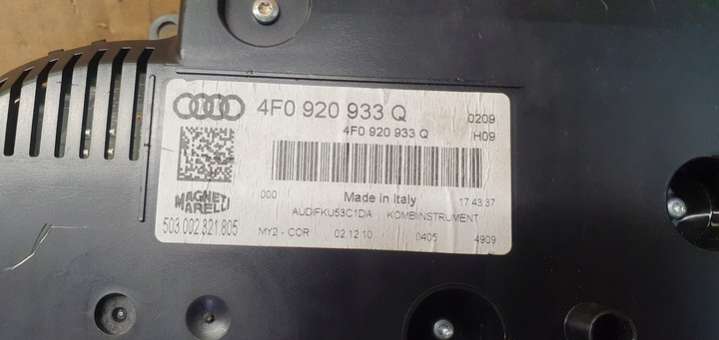 4F0 920 933 Q 0209
4F0 920 933 Q H09
000 Made in Italy 17 43 37
MAGNETI
MARELLI
AUDIFKU53C1DA KOMBIINSTRUMENT
503.002.321.805
MY2 - COR 02.12.10 0405 4909